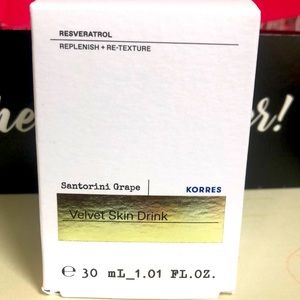 RESVERATROL
REPLENISH + RE-TEXTURE
Santorini Grape
KORRES
Velvet Skin Drink
℮ 30 mL_1.01 FL.OZ.